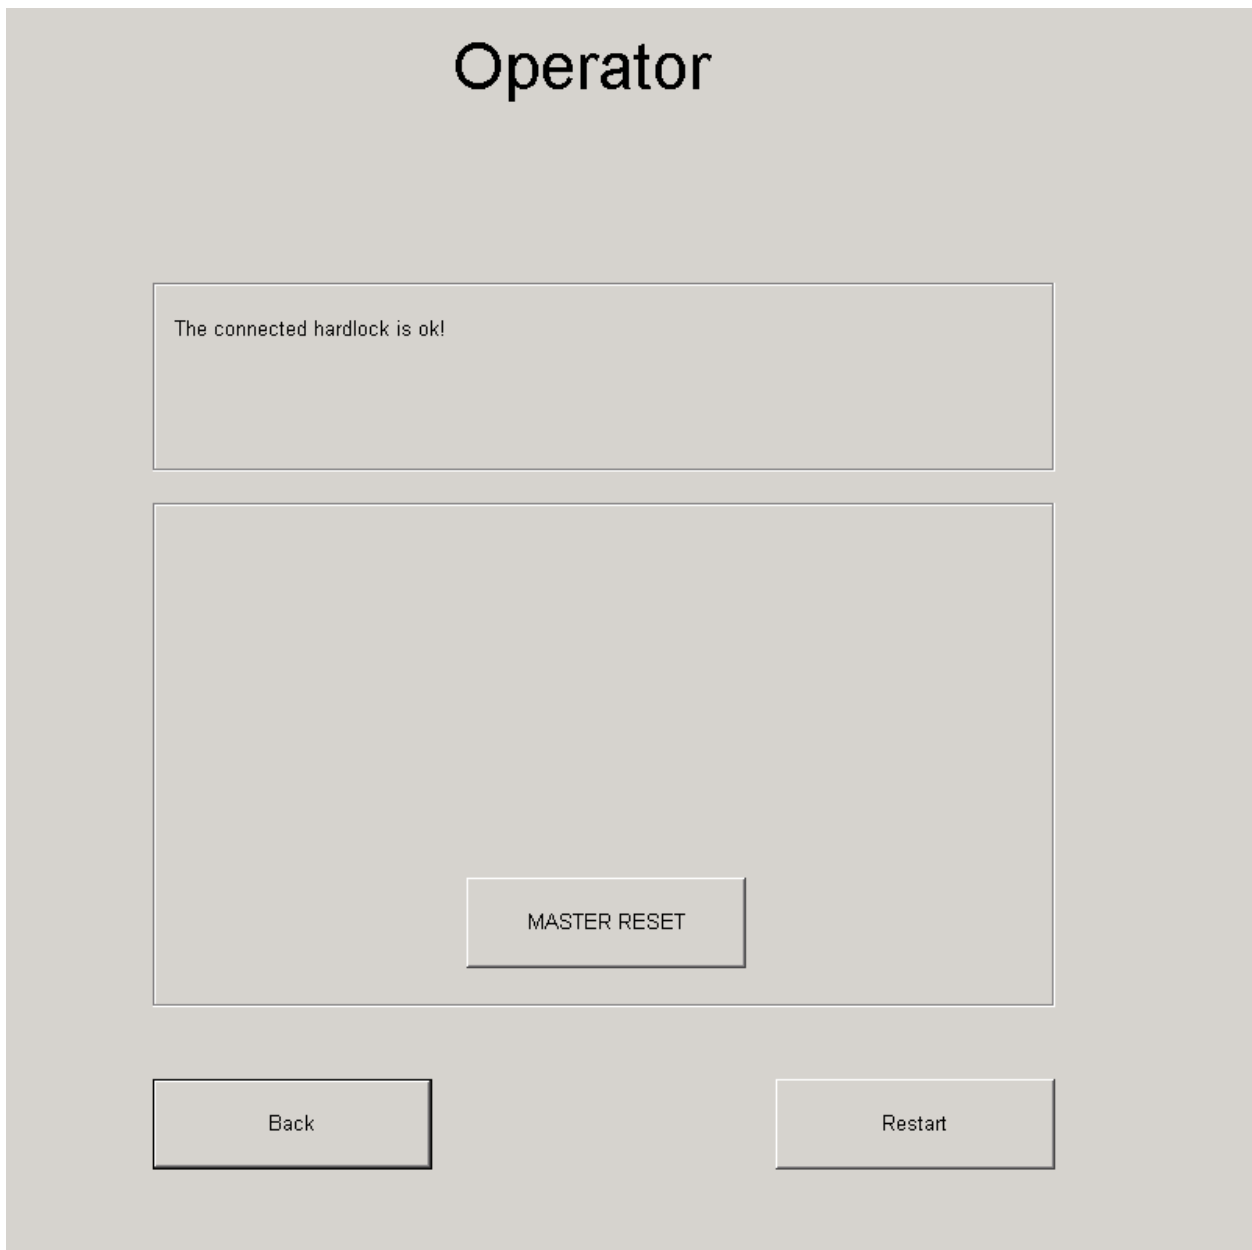 Operator
The connected hardlock is ok!
MASTER RESET
Back
Restart